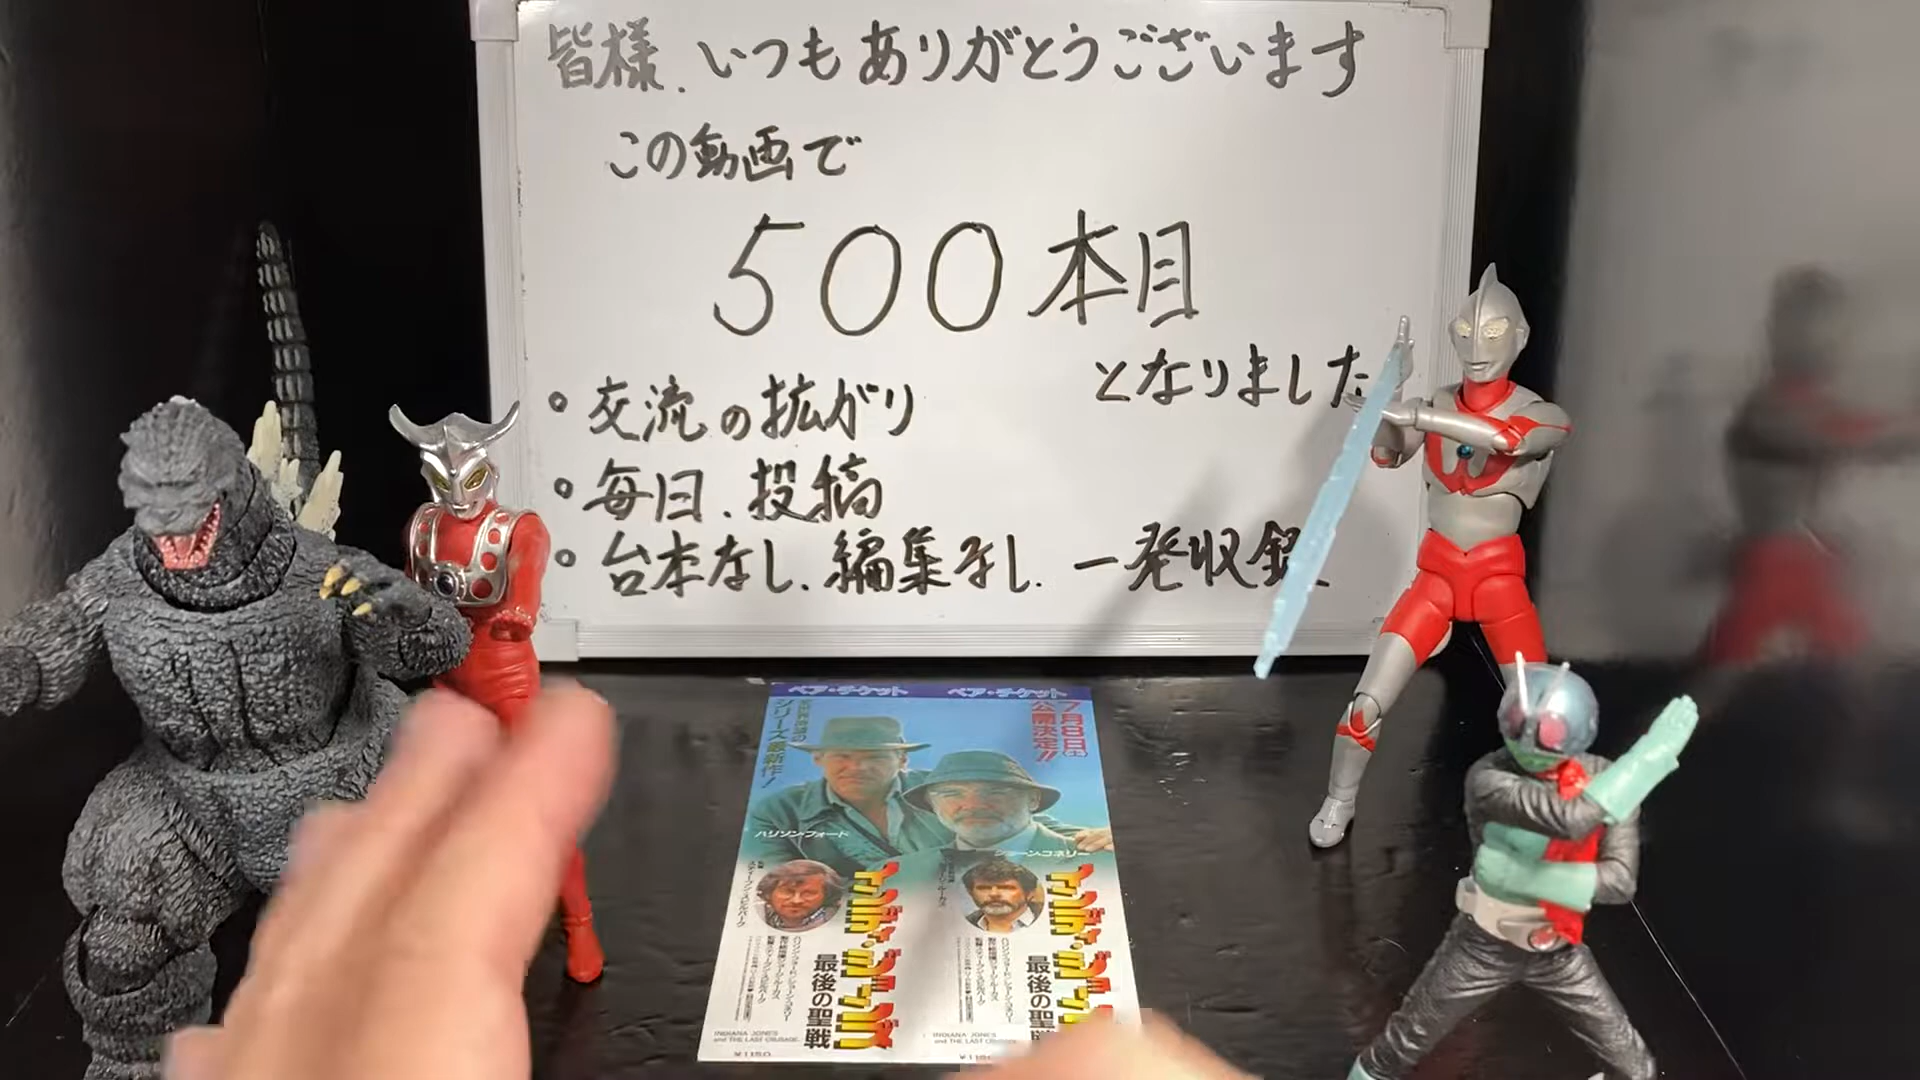 皆様、いつもありがとうございます
この動画で
500本目
となりました
・交流の拡がり
・毎日、投稿
・台本なし、編集なし、一発収録、
ペア・チケット ペア・チケット
7月8日(土)
公開決定!!
シリーズ最新作!
ハリソン・フォード
ショーン・コネリー
インディ・ジョーンズ
最後の聖戦
INDIANA JONES
and THE LAST CRUSADE
¥1150
インディ・ジョーンズ
最後の聖戦
INDIANA JONES
and THE LAST CRUSADE